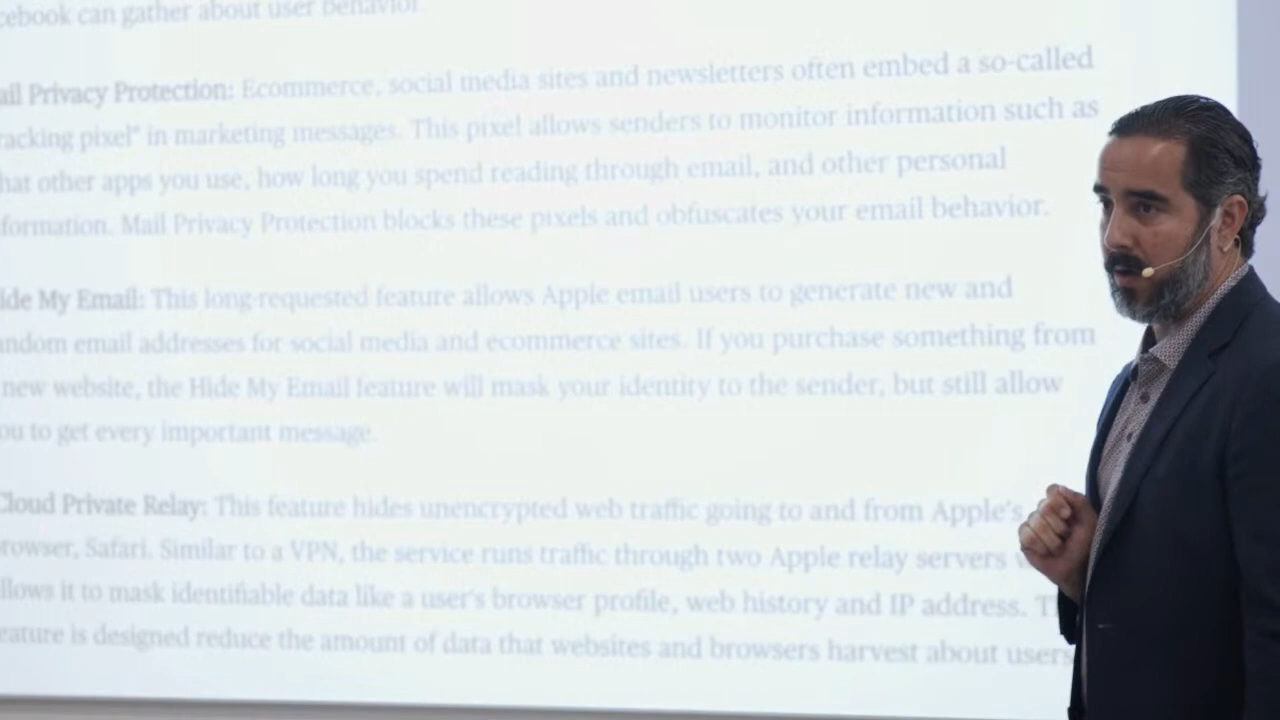 cebook can gather about user behavior
ail Privacy Protection: Ecommerce, social media sites and newsletters often embed a so-called
racking pixel" in marketing messages. This pixel allows senders to monitor information such as
hat other apps you use, how long you spend reading through email, and other personal
formation. Mail Privacy Protection blocks these pixels and obfuscates your email behavior.
ide My Email: This long-requested feature allows Apple email users to generate new and
andom email addresses for social media and ecommerce sites. If you purchase something from
new website, the Hide My Email feature will mask your identity to the sender, but still allow
ou to get every important message.
Cloud Private Relay: This feature hides unencrypted web traffic going to and from Apple's
rowser, Safari. Similar to a VPN, the service runs traffic through two Apple relay servers
llows it to mask identifiable data like a user's browser profile, web history and IP address. T
eature is designed reduce the amount of data that websites and browsers harvest about users